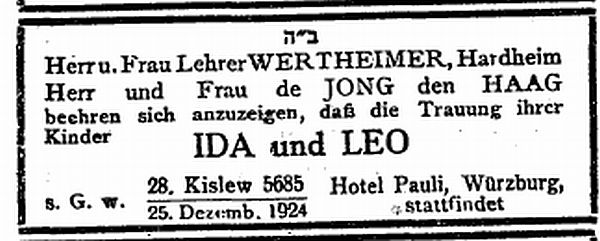 ב״ה
Herr u. Frau Lehrer WERTHEIMER, Hardheim
Herr und Frau de JONG den HAAG
beehren sich anzuzeigen, daß die Trauung ihrer
Kinder
IDA und LEO
s. G. w. 28. Kislew 5685 Hotel Pauli, Würzburg,
25. Dezemb. 1924 stattfindet